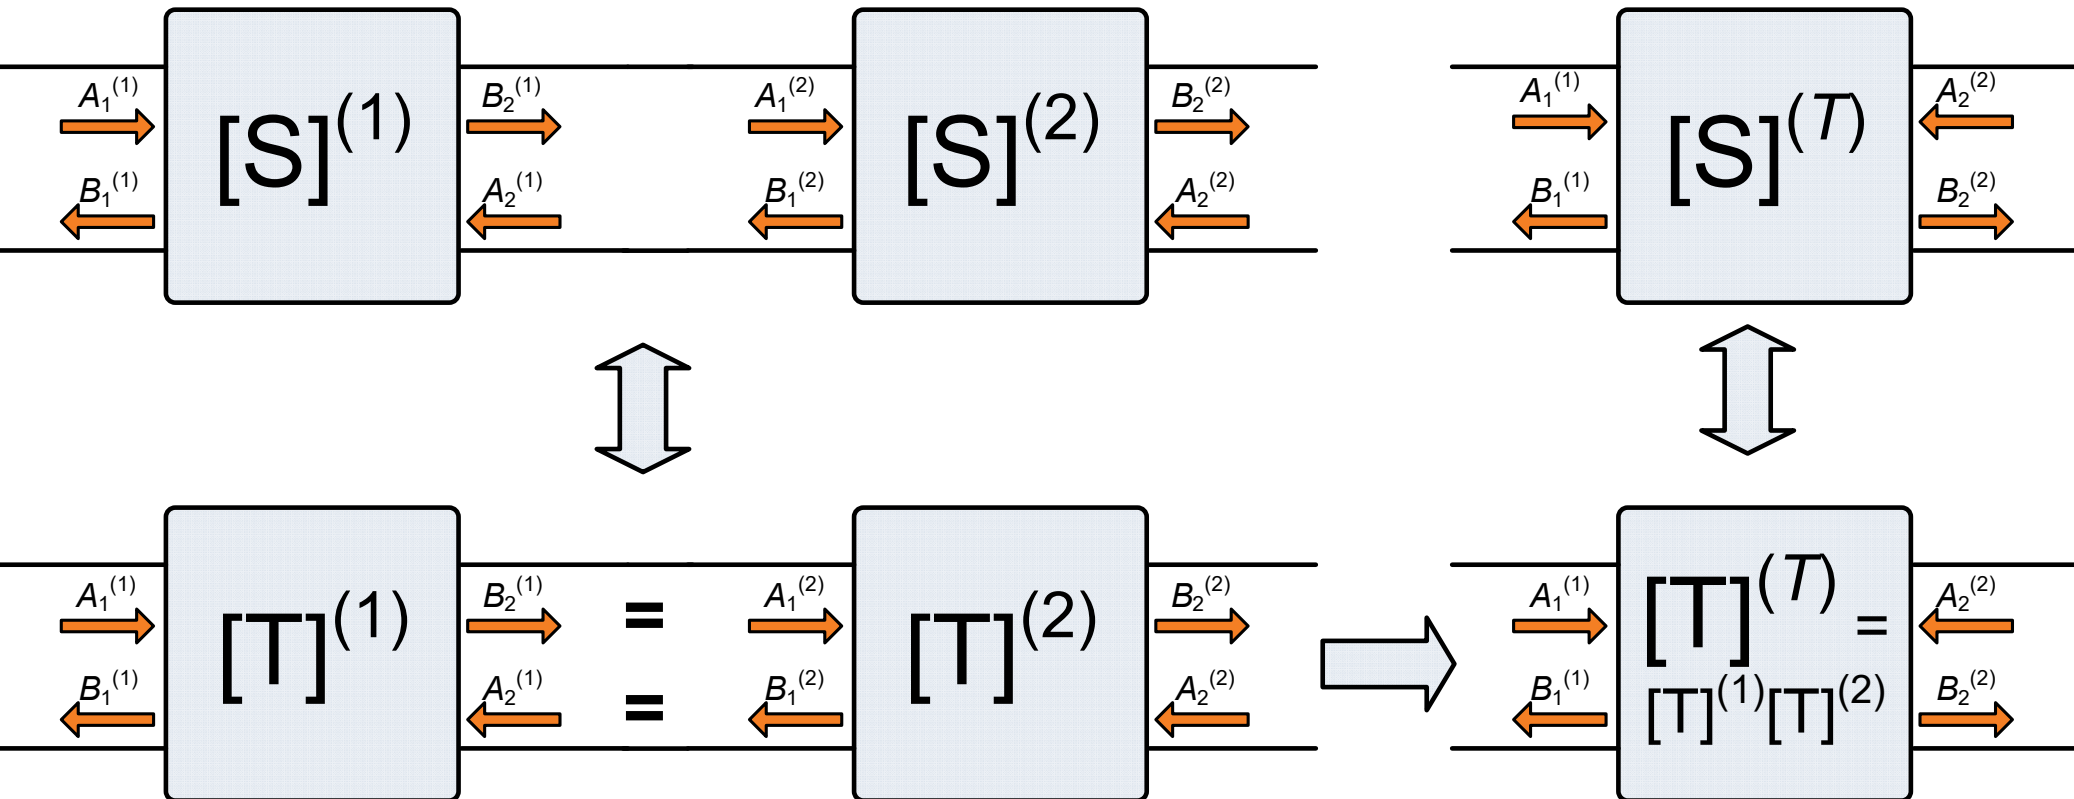 A₁⁽¹⁾ [S]⁽¹⁾ B₂⁽¹⁾ A₁⁽²⁾ [S]⁽²⁾ B₂⁽²⁾ A₁⁽¹⁾ [S]⁽ᵀ⁾ A₂⁽²⁾
B₁⁽¹⁾ A₂⁽¹⁾ B₁⁽²⁾ A₂⁽²⁾ B₁⁽¹⁾ B₂⁽²⁾
A₁⁽¹⁾ [T]⁽¹⁾ B₂⁽¹⁾ = A₁⁽²⁾ [T]⁽²⁾ B₂⁽²⁾ A₁⁽¹⁾ [T]⁽ᵀ⁾ = A₂⁽²⁾
B₁⁽¹⁾ A₂⁽¹⁾ = B₁⁽²⁾ A₂⁽²⁾ B₁⁽¹⁾ [T]⁽¹⁾[T]⁽²⁾ B₂⁽²⁾